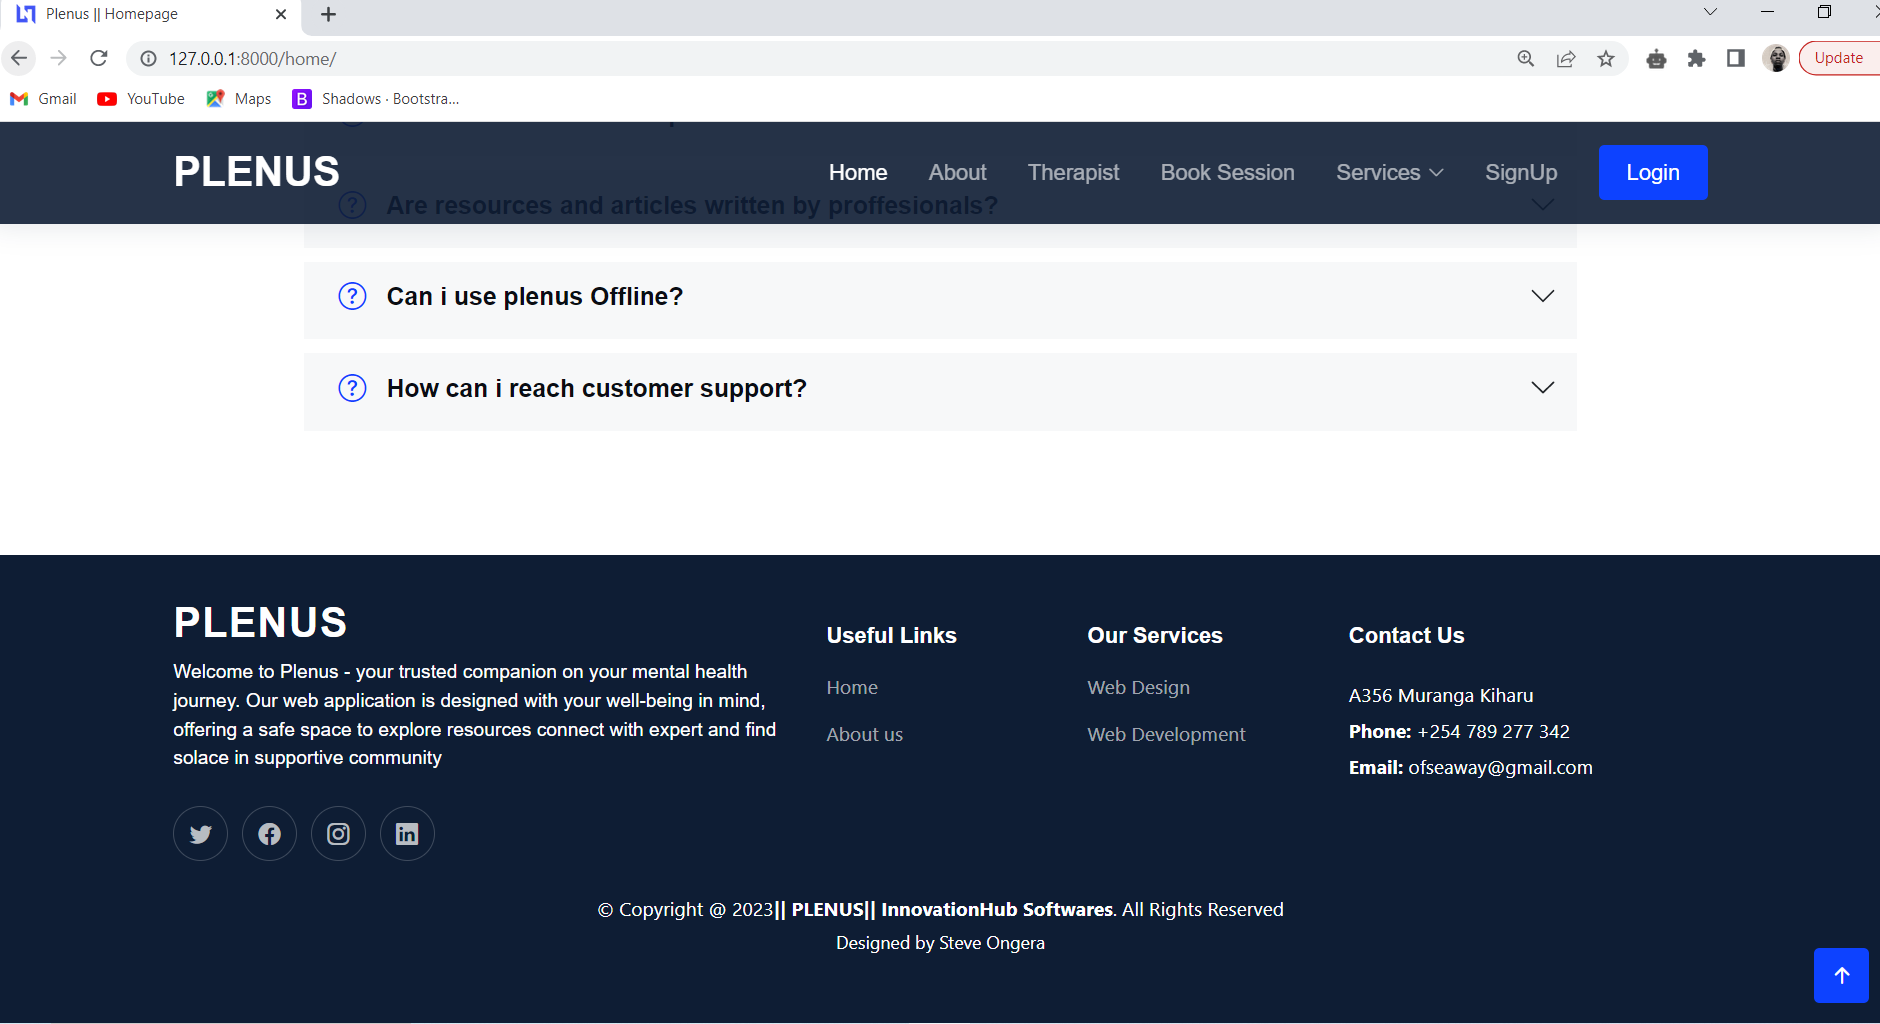 Plenus || Homepage
127.0.0.1:8000/home/
Update
Gmail
YouTube
Maps
B
Shadows · Bootstra...
PLENUS
Home
About
Therapist
Book Session
Services
SignUp
Login
Are resources and articles written by proffesionals?
Can i use plenus Offline?
How can i reach customer support?
PLENUS
Welcome to Plenus - your trusted companion on your mental health
journey. Our web application is designed with your well-being in mind,
offering a safe space to explore resources connect with expert and find
solace in supportive community
Useful Links
Home
About us
Our Services
Web Design
Web Development
Contact Us
A356 Muranga Kiharu
Phone: +254 789 277 342
Email: ofseaway@gmail.com
© Copyright @ 2023|| PLENUS|| InnovationHub Softwares. All Rights Reserved
Designed by Steve Ongera